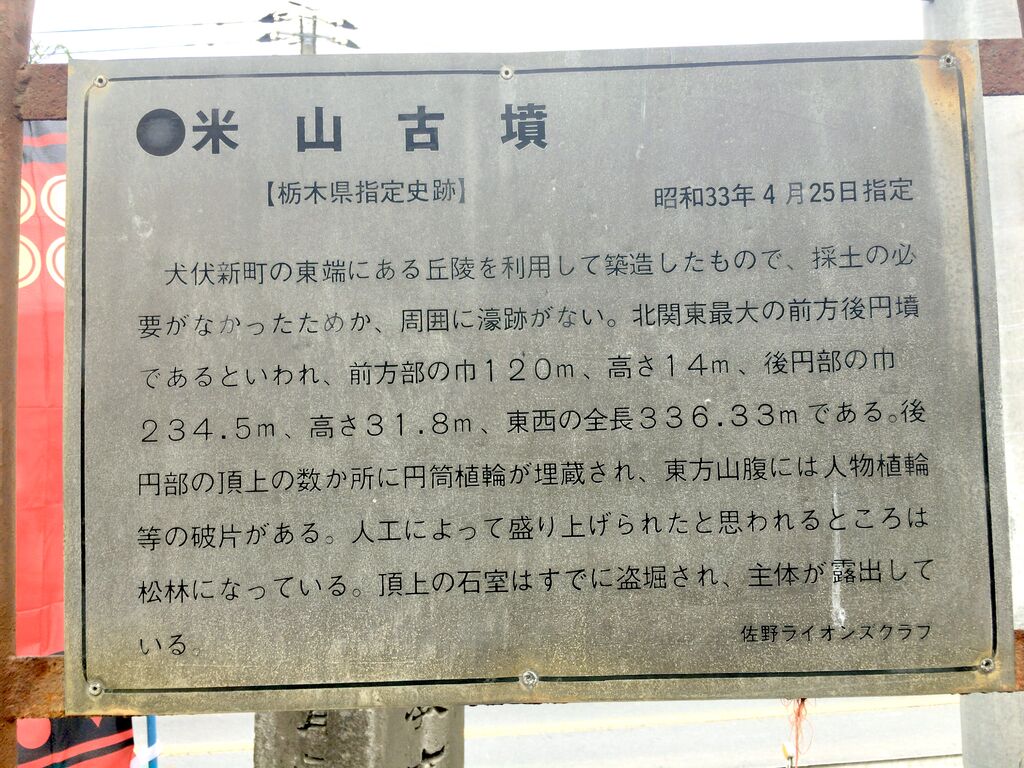 ●米山古墳
【栃木県指定史跡】 昭和33年4月25日指定
犬伏新町の東端にある丘陵を利用して築造したもので、採土の必
要がなかったためか、周囲に濠跡がない。北関東最大の前方後円墳
であるといわれ、前方部の巾120m、高さ14m、後円部の巾
234.5m、高さ31.8m、東西の全長336.33mである。後
円部の頂上の数か所に円筒植輪が埋蔵され、東方山腹には人物植輪
等の破片がある。人工によって盛り上げられたと思われるところは
松林になっている。頂上の石室はすでに盗堀され、主体が露出して
いる。
佐野ライオンズクラフ